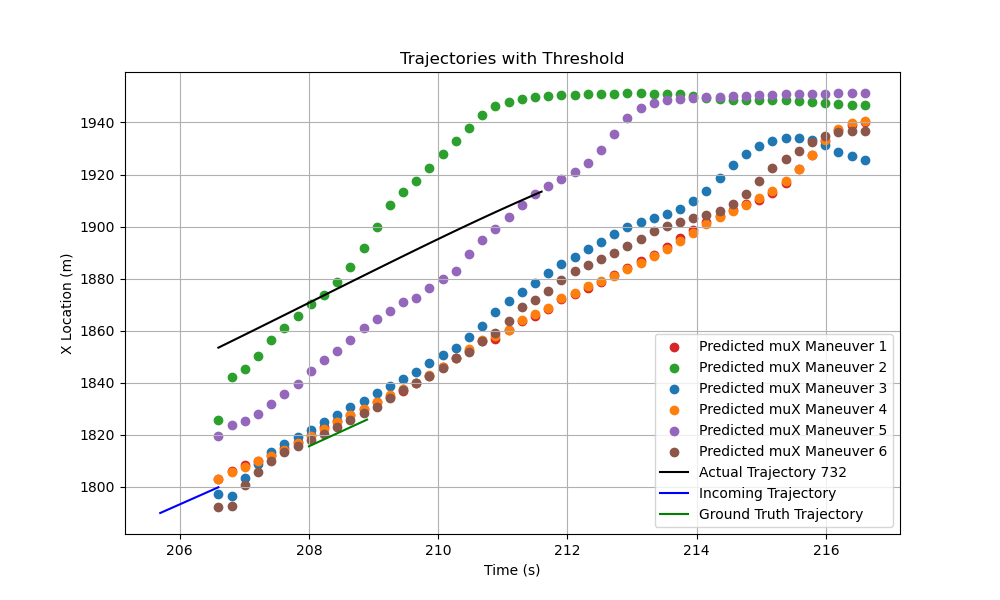 Trajectories with Threshold
X Location (m)
1940
1920
1900
1880
1860
1840
1820
1800
206
208
210
212
214
216
Time (s)
Predicted muX Maneuver 1
Predicted muX Maneuver 2
Predicted muX Maneuver 3
Predicted muX Maneuver 4
Predicted muX Maneuver 5
Predicted muX Maneuver 6
Actual Trajectory 732
Incoming Trajectory
Ground Truth Trajectory